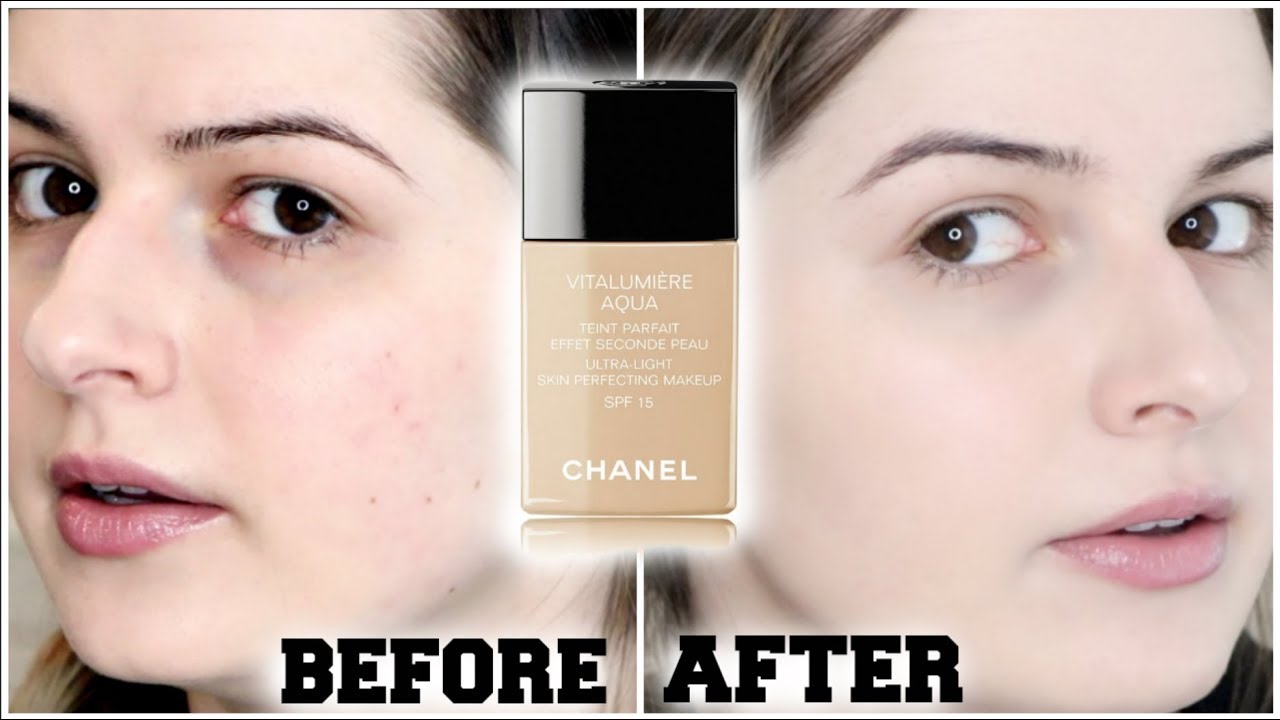 VITALUMIÈRE
AQUA
TEINT PARFAIT
EFFET SECONDE PEAU
ULTRA-LIGHT
SKIN PERFECTING MAKEUP
SPF 15
CHANEL
BEFORE AFTER